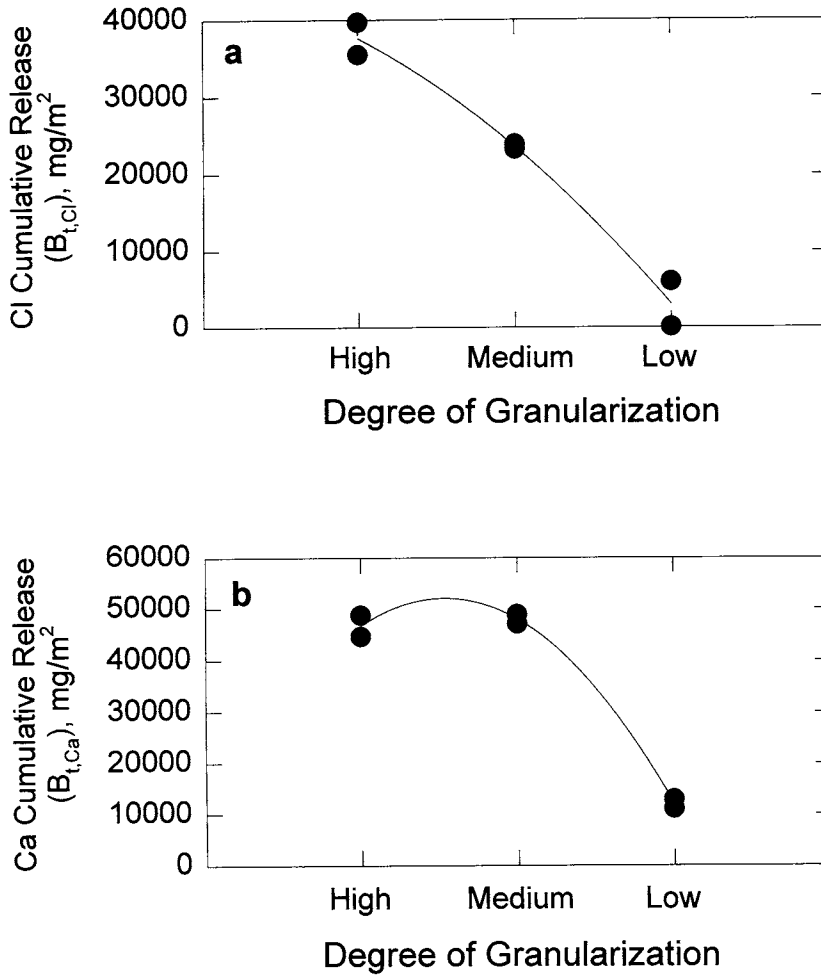 a
Cl Cumulative Release
(B_t,Cl), mg/m²
40000
30000
20000
10000
0
High Medium Low
Degree of Granularization
b
Ca Cumulative Release
(B_t,Ca), mg/m²
60000
50000
40000
30000
20000
10000
0
High Medium Low
Degree of Granularization